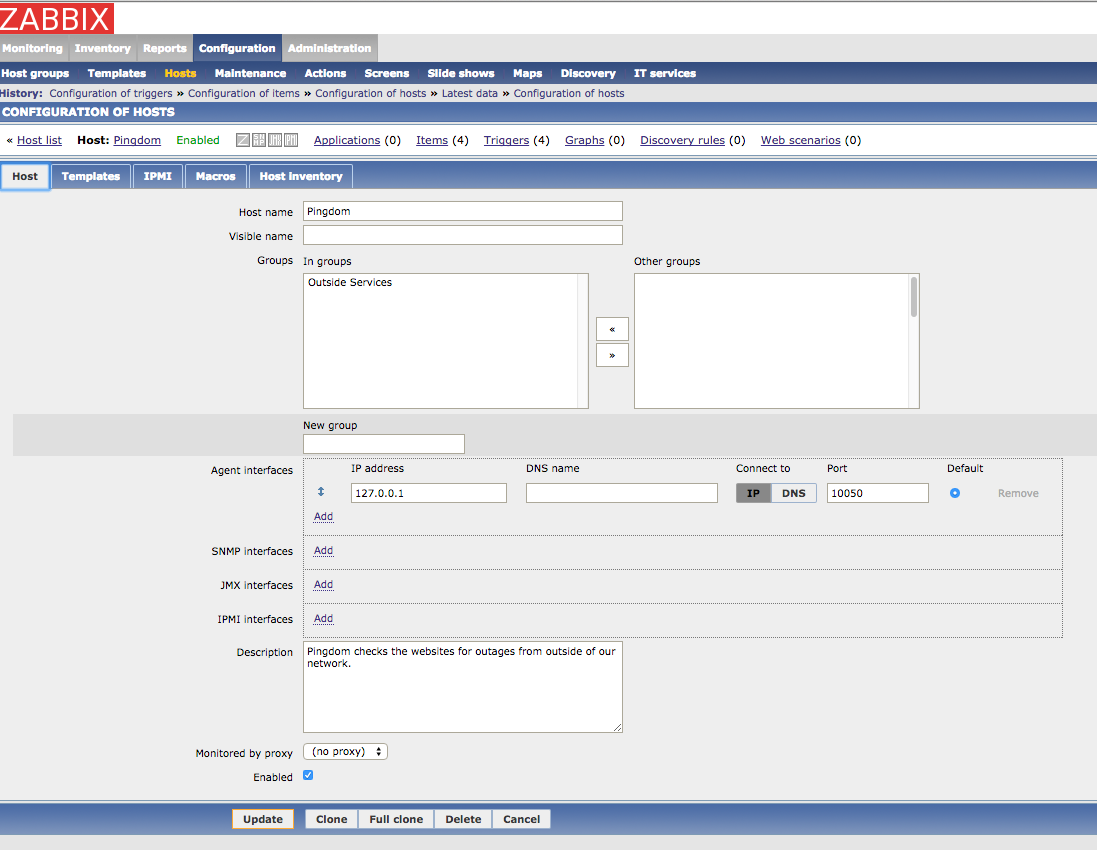 ZABBIX
Monitoring Inventory Reports Configuration Administration
Host groups Templates Hosts Maintenance Actions Screens Slide shows Maps Discovery IT services
History: Configuration of triggers » Configuration of items » Configuration of hosts » Latest data » Configuration of hosts
CONFIGURATION OF HOSTS
« Host list Host: Pingdom Enabled Applications (0) Items (4) Triggers (4) Graphs (0) Discovery rules (0) Web scenarios (0)
Host Templates IPMI Macros Host Inventory
Host name Pingdom
Visible name
Groups In groups Other groups
Outside Services
«
»
New group
Agent interfaces IP address DNS name Connect to Port Default
127.0.0.1 IP DNS 10050 Remove
Add
SNMP interfaces Add
JMX interfaces Add
IPMI interfaces Add
Description Pingdom checks the websites for outages from outside of our
network.
Monitored by proxy (no proxy)
Enabled
Update Clone Full clone Delete Cancel